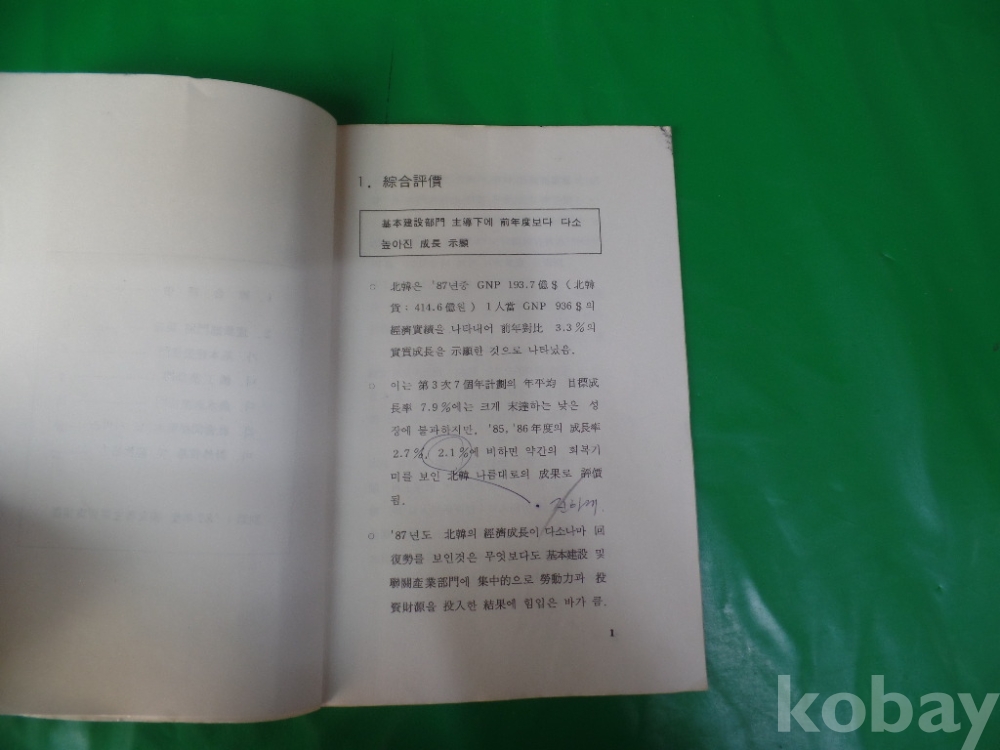 1. 綜合評價
基本建設部門 主導下에 前年度보다 다소
높아진 成長 示顯
北韓은 '87년중 GNP 193.7億$ (北韓
貨 : 414.6億원) 1人當 GNP 936$의
經濟實績을 나타내어 前年對比 3.3%의
實質成長을 示顯한 것으로 나타났음.
이는 第3次7個年計劃의 年平均 目標成
長率 7.9%에는 크게 未達하는 낮은 성
장에 불과하지만, '85, '86年度의 成長率
2.7%, 2.1%에 비하면 약간의 회복기
미를 보인 北韓 나름대로의 成果로 評價
됨.
'87년도 北韓의 經濟成長이 다소나마 回
復勢를 보인것은 무엇보다도 基本建設 및
聯關產業部門에 集中的으로 勞動力과 投
資財源을 投入한 結果에 힘입은 바가 큼.
1
kobay